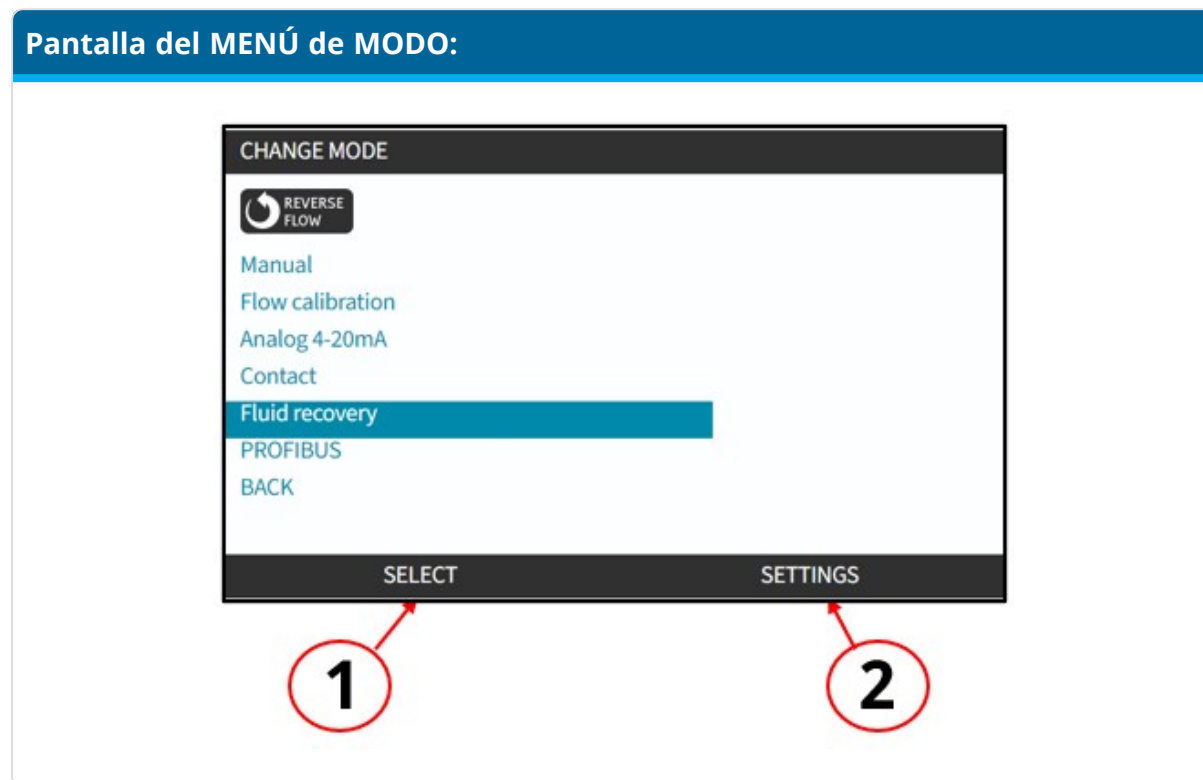 Pantalla del MENÚ de MODO:
CHANGE MODE
REVERSE
FLOW
Manual
Flow calibration
Analog 4-20mA
Contact
Fluid recovery
PROFIBUS
BACK
SELECT SETTINGS
1 2